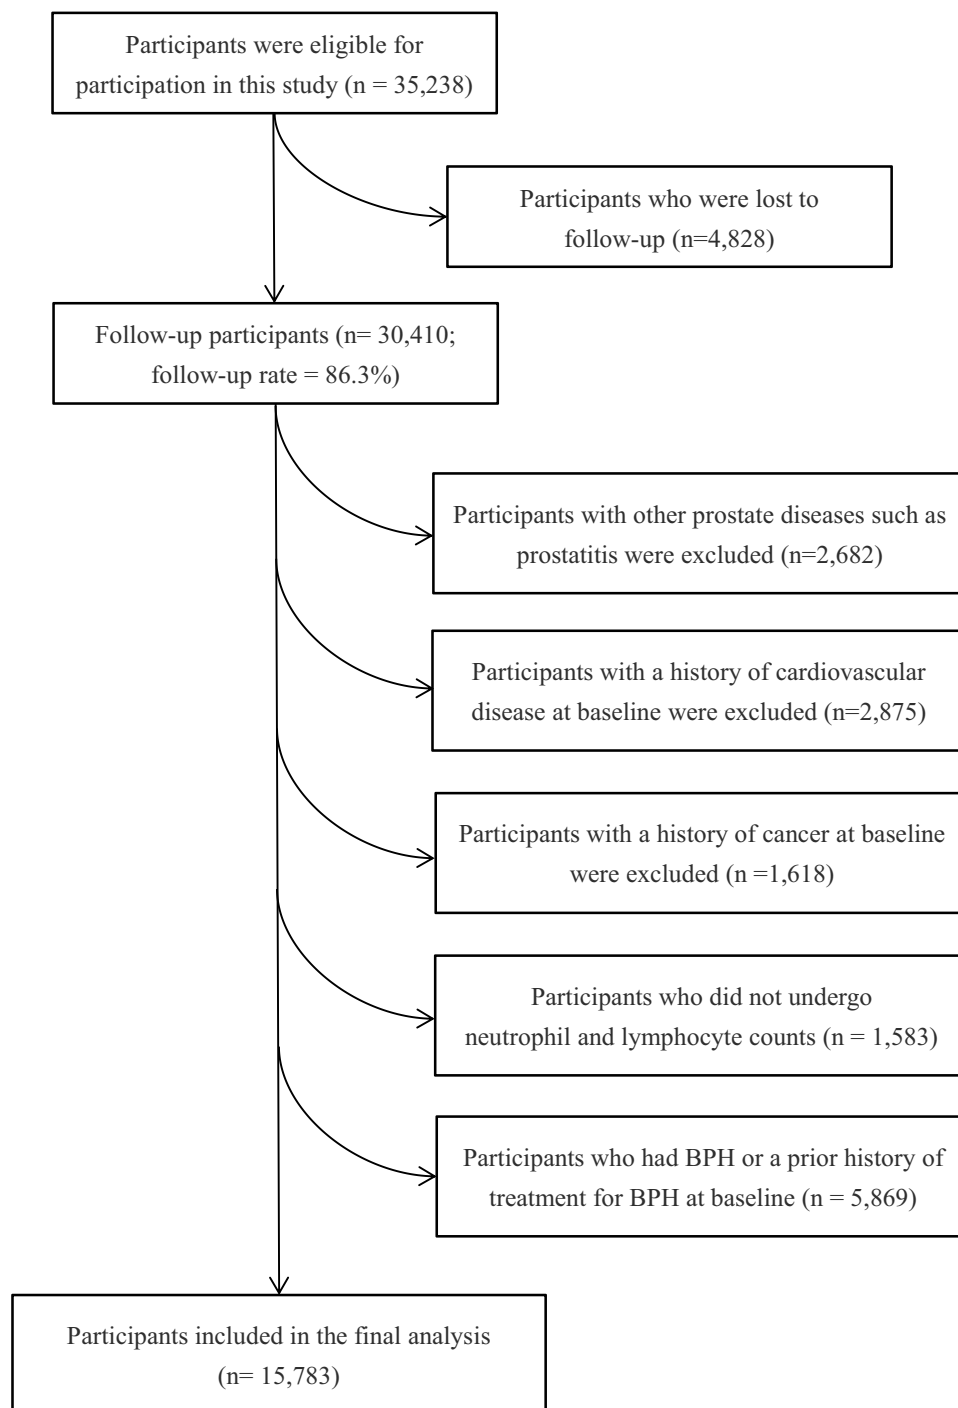 Participants were eligible for
participation in this study (n = 35,238)
Participants who were lost to
follow-up (n=4,828)
Follow-up participants (n= 30,410;
follow-up rate = 86.3%)
Participants with other prostate diseases such as
prostatitis were excluded (n=2,682)
Participants with a history of cardiovascular
disease at baseline were excluded (n=2,875)
Participants with a history of cancer at baseline
were excluded (n =1,618)
Participants who did not undergo
neutrophil and lymphocyte counts (n = 1,583)
Participants who had BPH or a prior history of
treatment for BPH at baseline (n = 5,869)
Participants included in the final analysis
(n= 15,783)